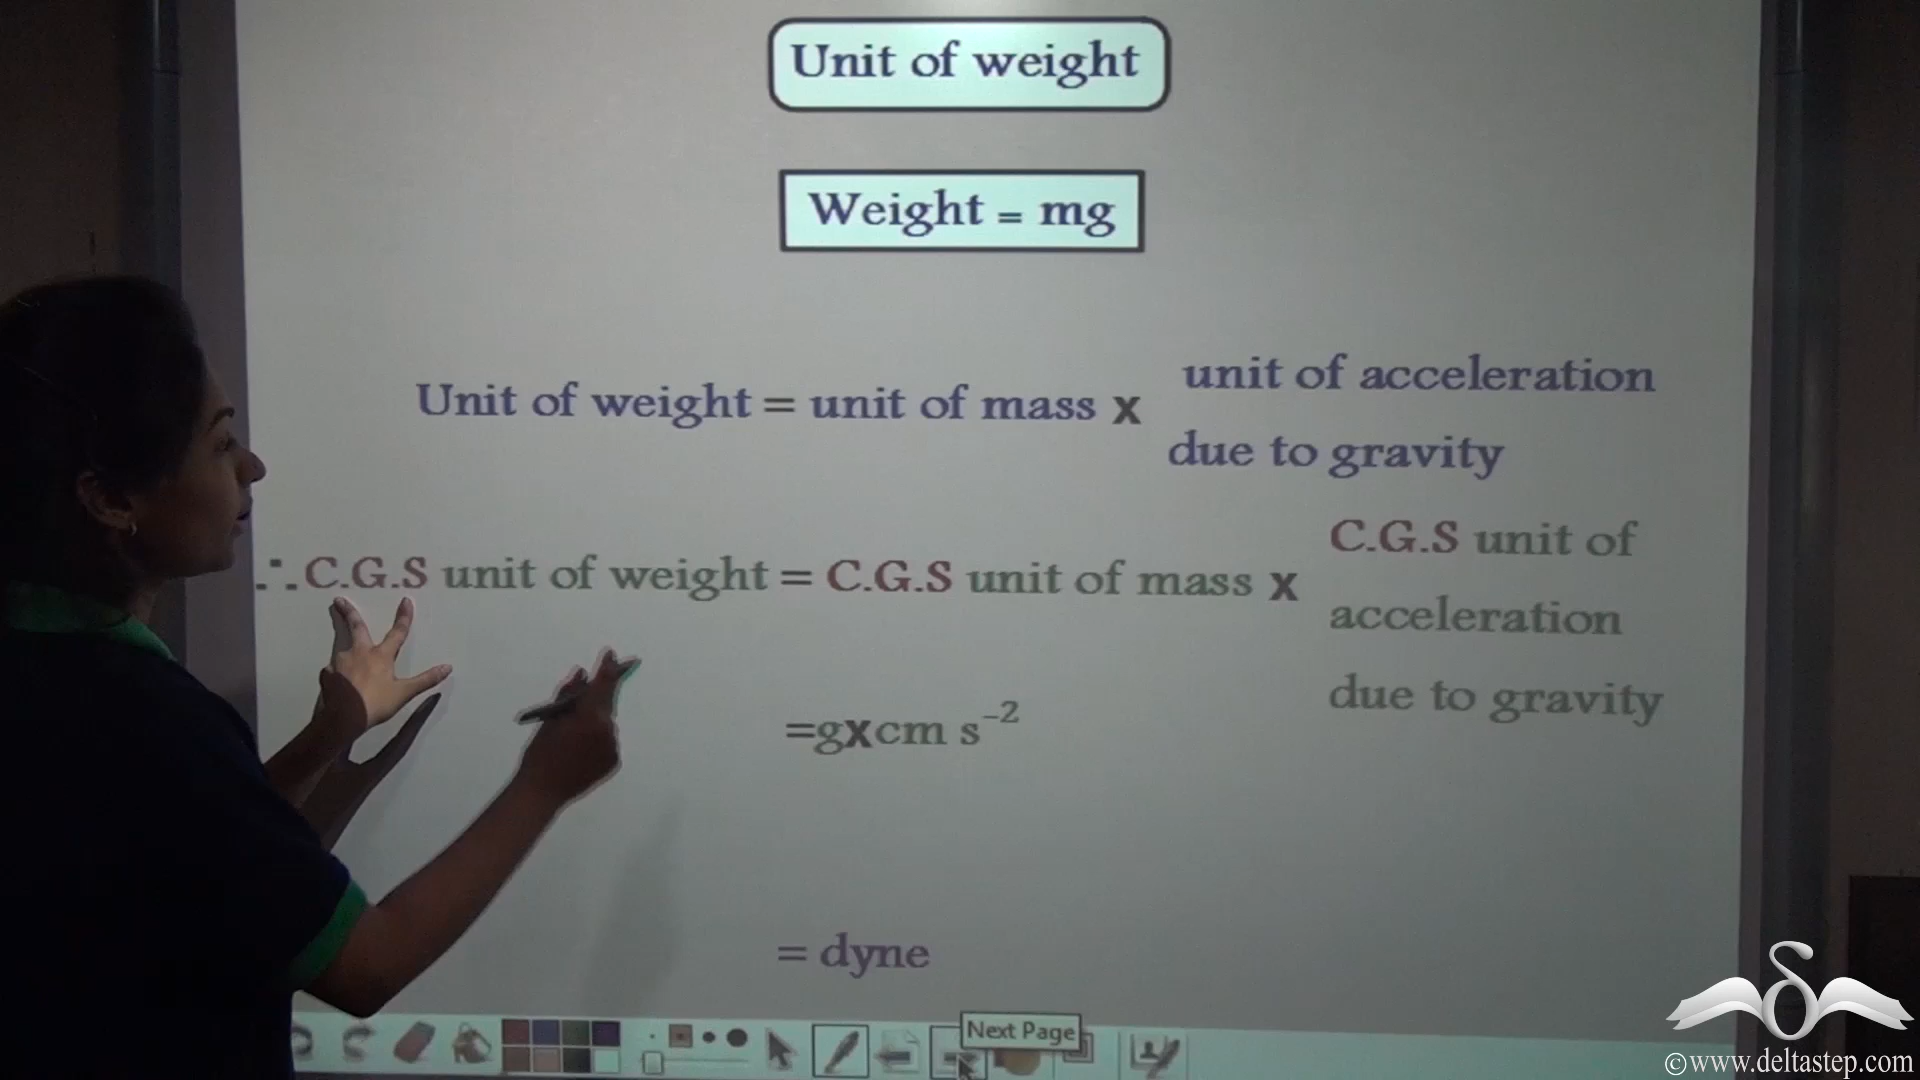 Unit of weight
Weight = mg
Unit of weight = unit of mass x unit of acceleration
due to gravity
∴ C.G.S unit of weight = C.G.S unit of mass x C.G.S unit of
acceleration
due to gravity
=gxcm s⁻²
= dyne
Next Page
©www.deltastep.com